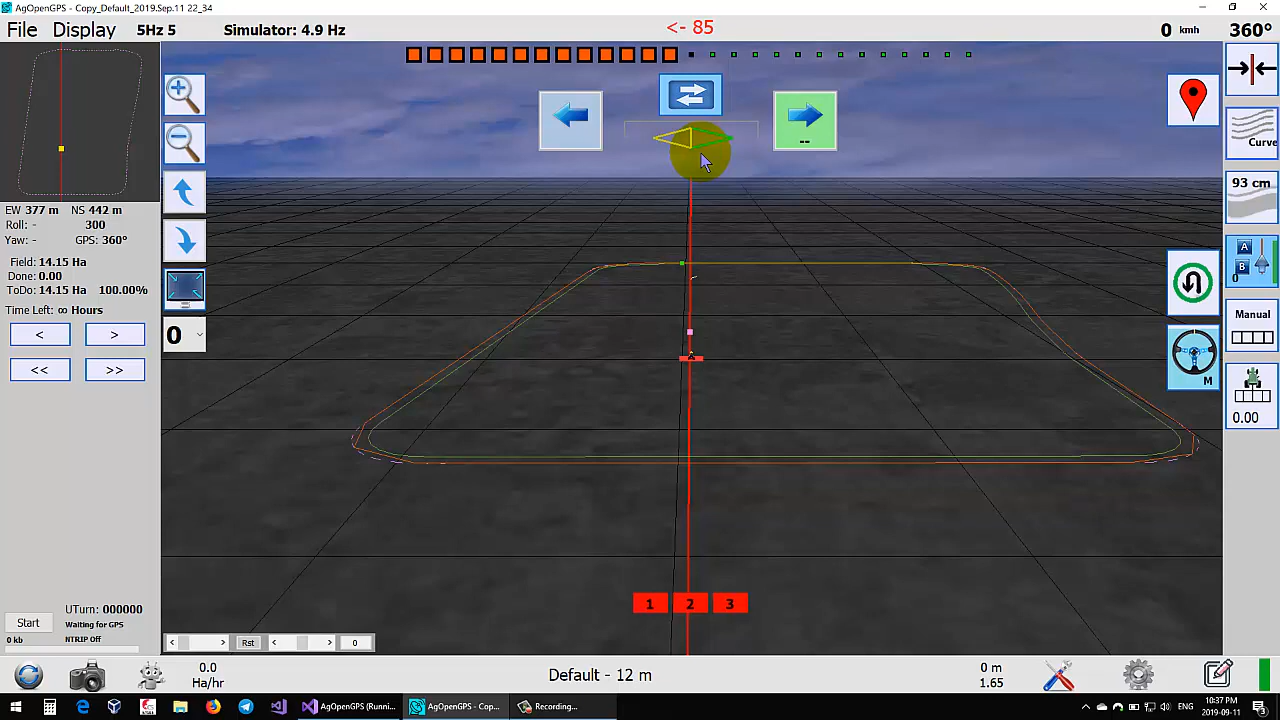 AgOpenGPS - Copy_Default_2019.Sep.11 22_34
File Display 5Hz 5 Simulator: 4.9 Hz <- 85 0 kmh 360°
--
Curve
EW 377 m NS 442 m
Roll: - 300
Yaw: - GPS: 360°
Field: 14.15 Ha
Done: 0.00
ToDo: 14.15 Ha 100.00%
Time Left: ∞ Hours
< >
<< >>
0
93 cm
A
B
0
Manual
M
0.00
1 2 3
UTurn: 000000
Start Waiting for GPS
0 kb NTRIP Off
< > Rst < > 0
0.0
Ha/hr
Default - 12 m
0 m
1.65
AgOpenGPS (Runni...
AgOpenGPS - Cop...
Recording...
ENG
10:37 PM
2019-09-11
3